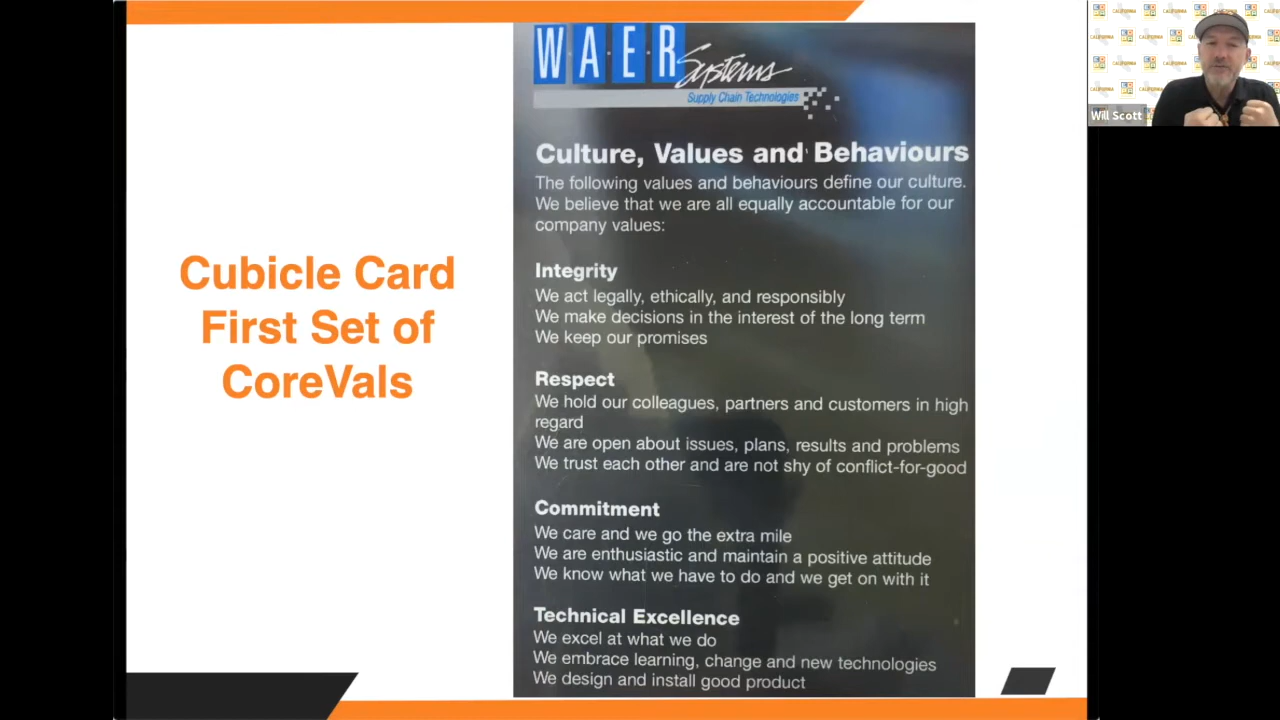 Cubicle Card
First Set of
CoreVals
W·A·E·R Systems
Supply Chain Technologies
Culture, Values and Behaviours
The following values and behaviours define our culture.
We believe that we are all equally accountable for our
company values:
Integrity
We act legally, ethically, and responsibly
We make decisions in the interest of the long term
We keep our promises
Respect
We hold our colleagues, partners and customers in high
regard
We are open about issues, plans, results and problems
We trust each other and are not shy of conflict-for-good
Commitment
We care and we go the extra mile
We are enthusiastic and maintain a positive attitude
We know what we have to do and we get on with it
Technical Excellence
We excel at what we do
We embrace learning, change and new technologies
We design and install good product
Will Scott
CALIFORNIA